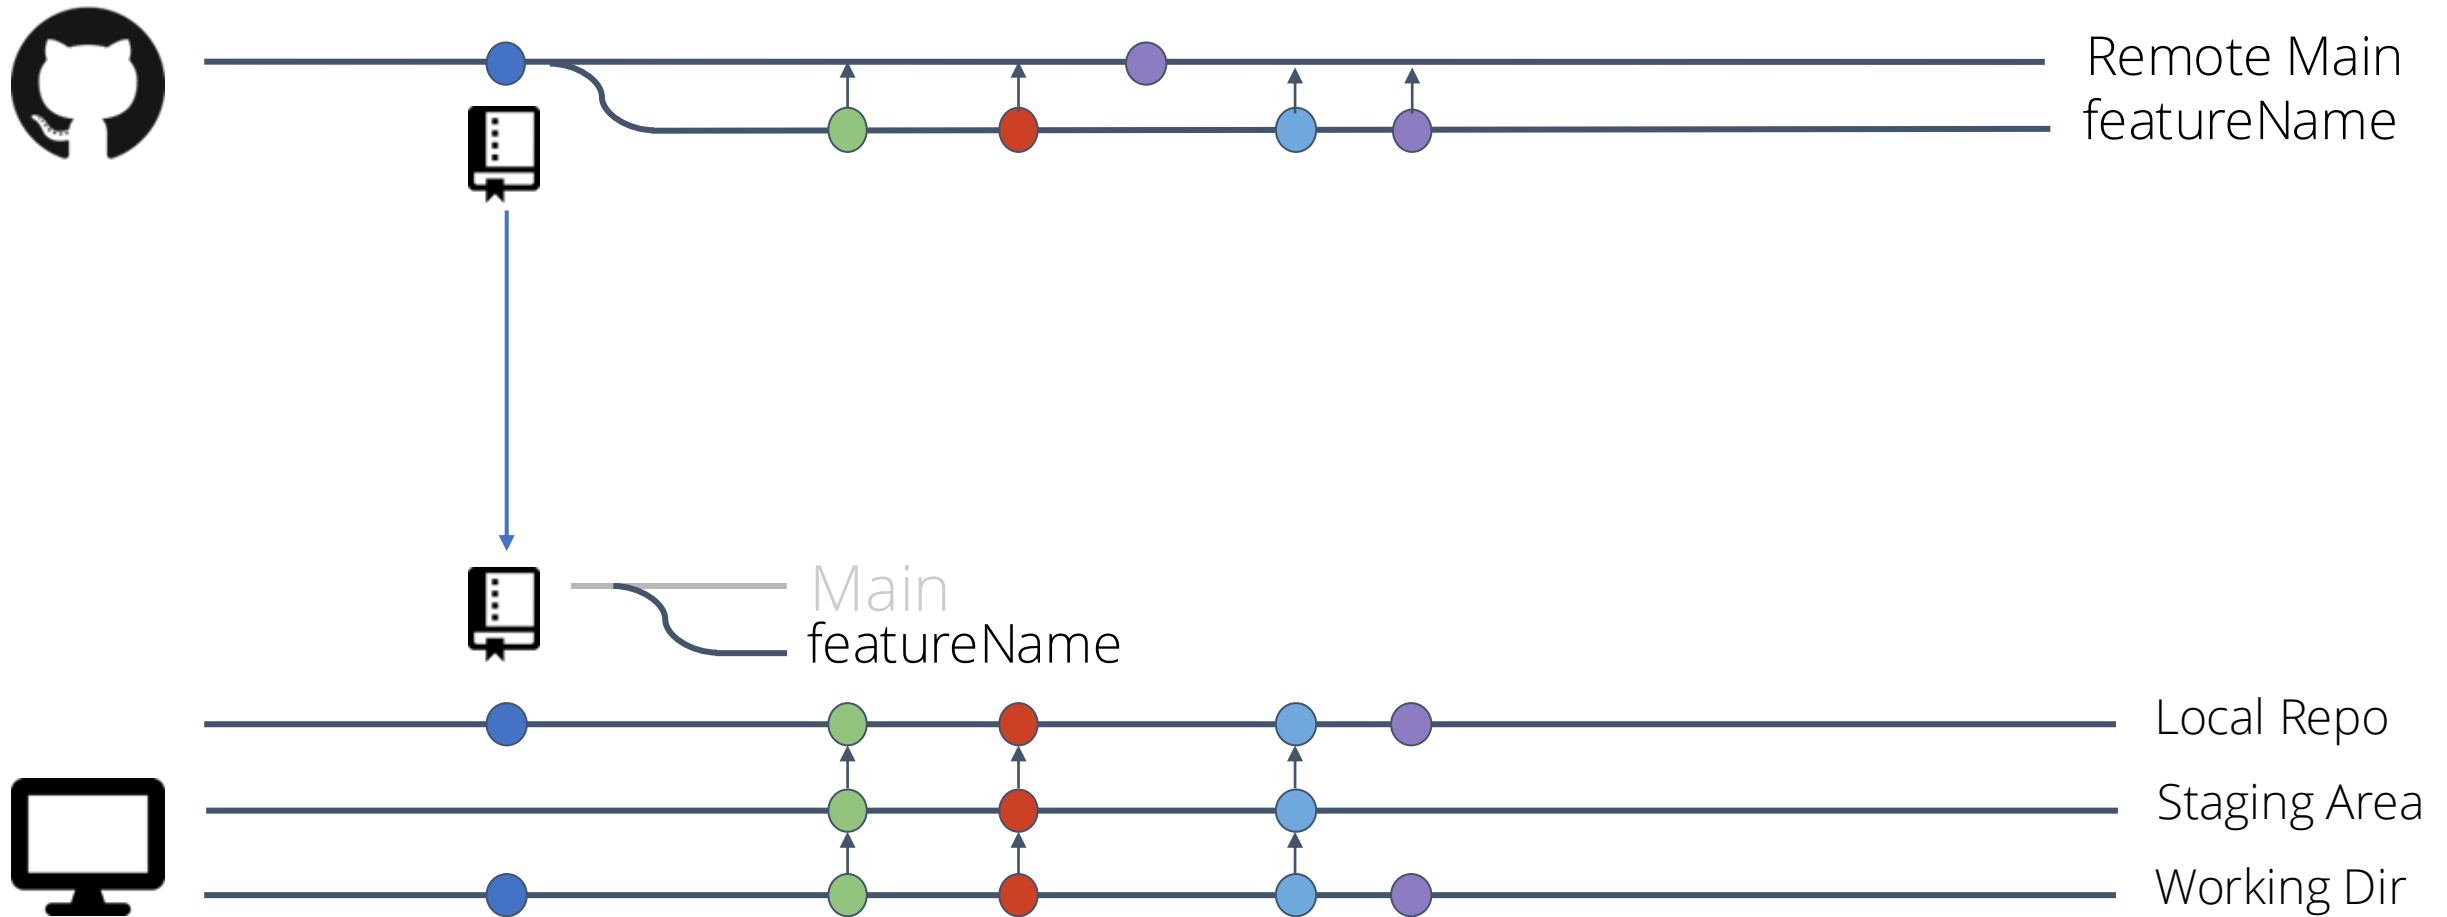 Remote Main
featureName
Main
featureName
Local Repo
Staging Area
Working Dir